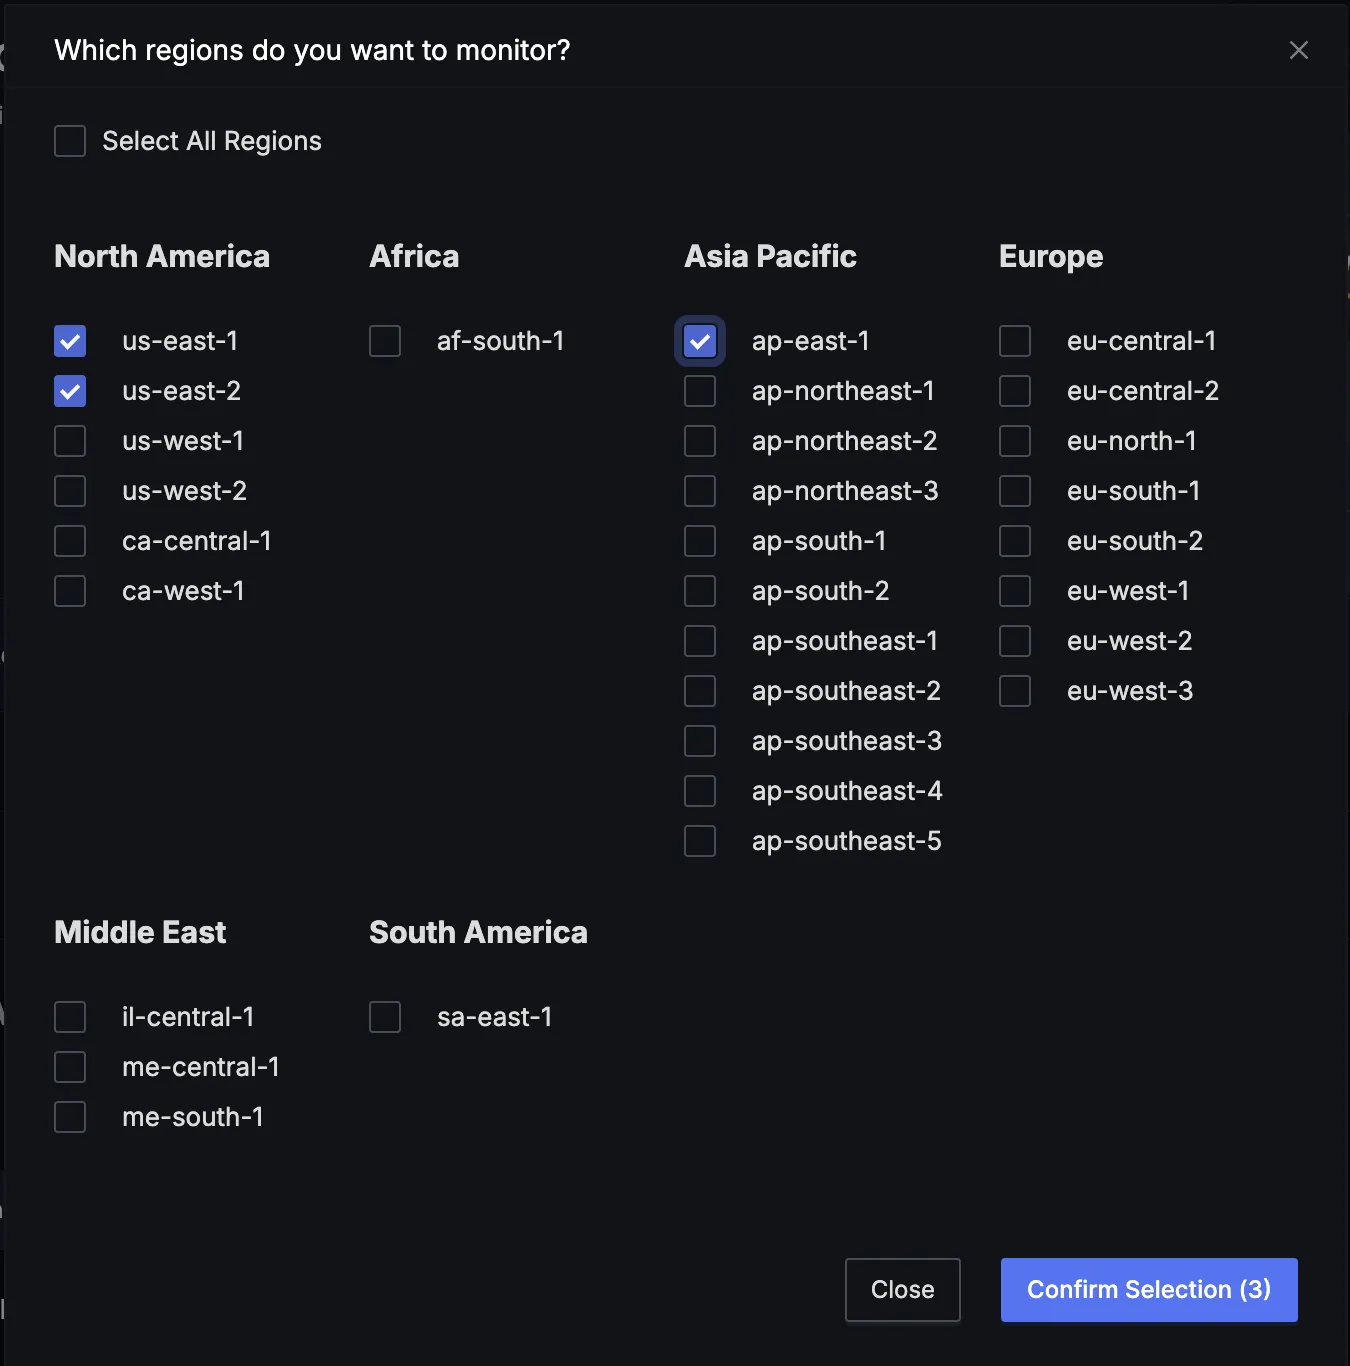 Which regions do you want to monitor?
Select All Regions
North America
us-east-1
us-east-2
us-west-1
us-west-2
ca-central-1
ca-west-1
Africa
af-south-1
Asia Pacific
ap-east-1
ap-northeast-1
ap-northeast-2
ap-northeast-3
ap-south-1
ap-south-2
ap-southeast-1
ap-southeast-2
ap-southeast-3
ap-southeast-4
ap-southeast-5
Europe
eu-central-1
eu-central-2
eu-north-1
eu-south-1
eu-south-2
eu-west-1
eu-west-2
eu-west-3
Middle East
il-central-1
me-central-1
me-south-1
South America
sa-east-1
Close
Confirm Selection (3)